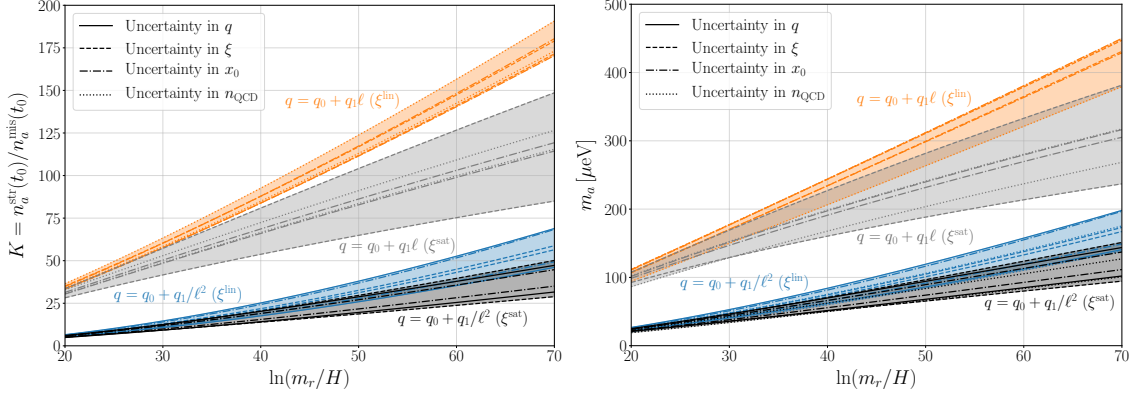 200
175
150
125
100
75
50
25
0
20
30
40
50
60
70
K = n_a^str(t_0)/n_a^mis(t_0)
ln(m_r/H)
Uncertainty in q
Uncertainty in ξ
Uncertainty in x_0
Uncertainty in n_QCD
q = q_0 + q_1ℓ (ξ^lin)
q = q_0 + q_1ℓ (ξ^sat)
q = q_0 + q_1/ℓ^2 (ξ^lin)
q = q_0 + q_1/ℓ^2 (ξ^sat)
500
400
300
200
100
0
20
30
40
50
60
70
m_a [μeV]
ln(m_r/H)
Uncertainty in q
Uncertainty in ξ
Uncertainty in x_0
Uncertainty in n_QCD
q = q_0 + q_1ℓ (ξ^lin)
q = q_0 + q_1ℓ (ξ^sat)
q = q_0 + q_1/ℓ^2 (ξ^lin)
q = q_0 + q_1/ℓ^2 (ξ^sat)